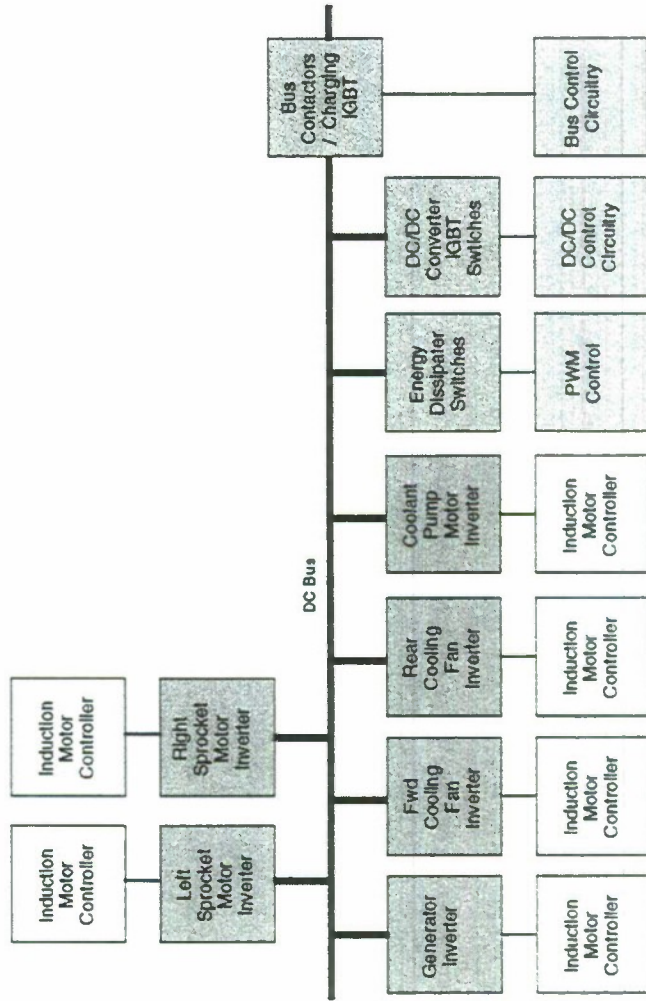 Induction
Motor
Controller
Induction
Motor
Controller
Left
Sprocket
Motor
Inverter
Right
Sprocket
Motor
Inverter
DC Bus
Bus
Contactors
/ Charging
IGBT
Generator
Inverter
Fwd
Cooling
Fan
Inverter
Rear
Cooling
Fan
Inverter
Coolant
Pump
Motor
Inverter
Energy
Dissipater
Switches
DC/DC
Converter
IGBT
Switches
Induction
Motor
Controller
Induction
Motor
Controller
Induction
Motor
Controller
Induction
Motor
Controller
PWM
Control
DC/DC
Control
Circuitry
Bus Control
Circuitry